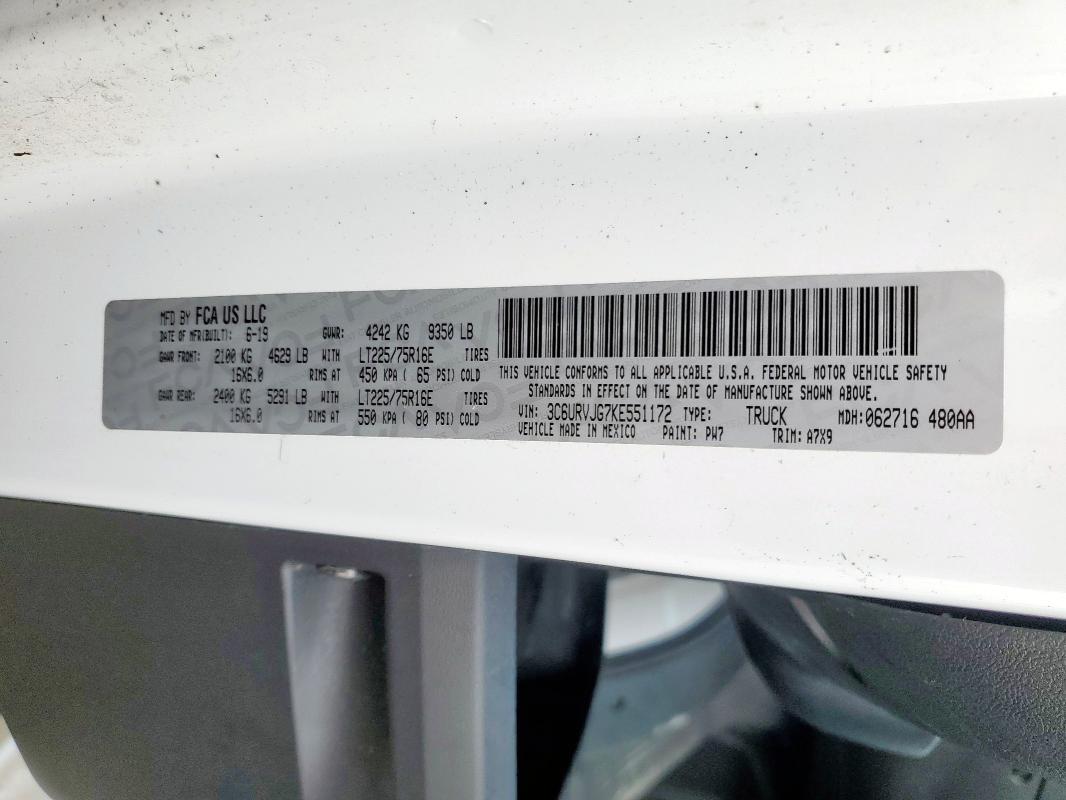 MFD BY FCA US LLC
DATE OF MFR(BUILT): 6-19 GVWR: 4242 KG 9350 LB
GAWR FRONT: 2100 KG 4629 LB WITH LT225/75R16E TIRES
16X6.0 RIMS AT 450 KPA ( 65 PSI) COLD
GAWR REAR: 2400 KG 5291 LB WITH LT225/75R16E TIRES
16X6.0 RIMS AT 550 KPA ( 80 PSI) COLD
THIS VEHICLE CONFORMS TO ALL APPLICABLE U.S.A. FEDERAL MOTOR VEHICLE SAFETY
STANDARDS IN EFFECT ON THE DATE OF MANUFACTURE SHOWN ABOVE.
VIN: 3C6URVJG7KE551172 TYPE: TRUCK MDH:062716 480AA
VEHICLE MADE IN MEXICO PAINT: PW7 TRIM: A7X9